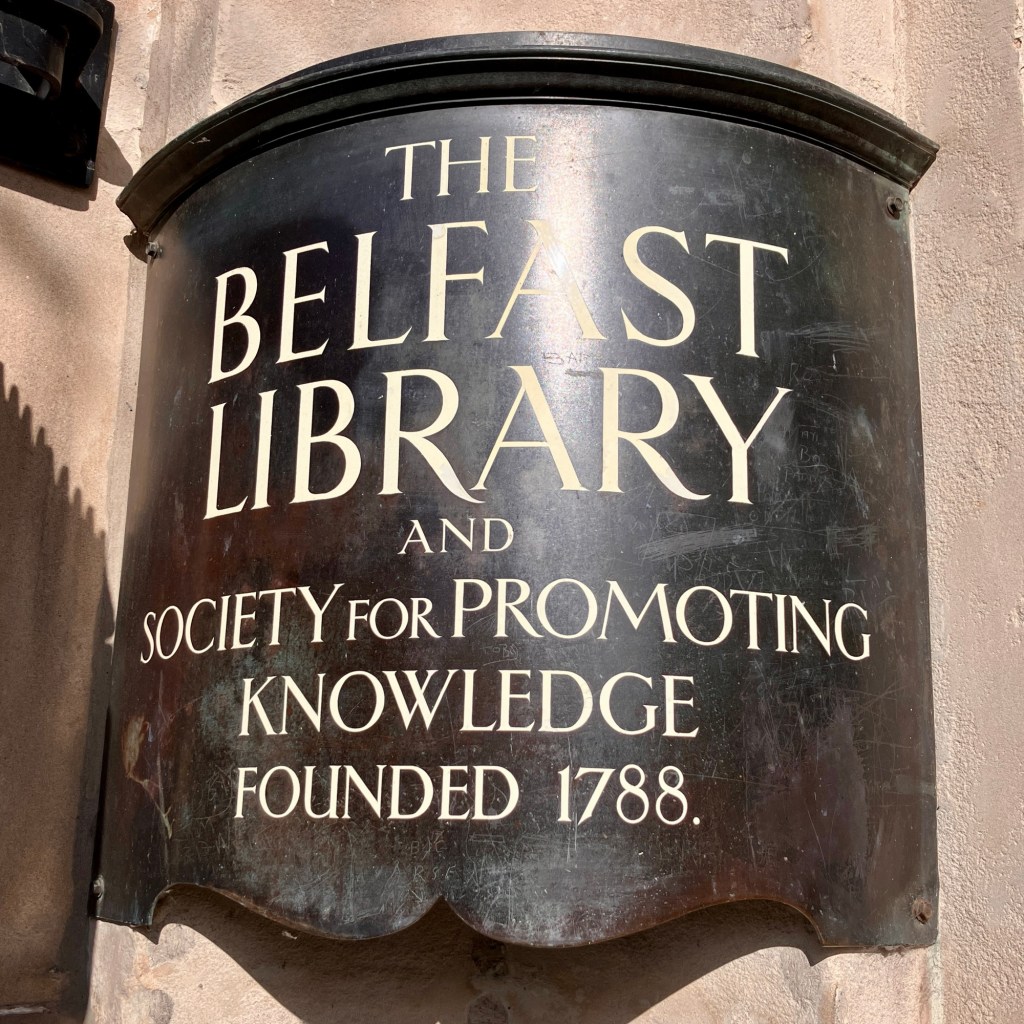 THE
BELFAST
LIBRARY
AND
SOCIETY FOR PROMOTING
KNOWLEDGE
FOUNDED 1788.